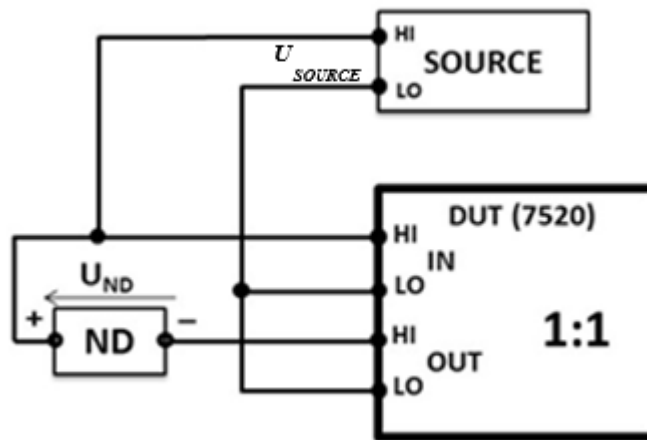 HI
U SOURCE
SOURCE
LO
DUT (7520)
HI
IN
U ND
LO
+
ND
−
HI
1:1
OUT
LO